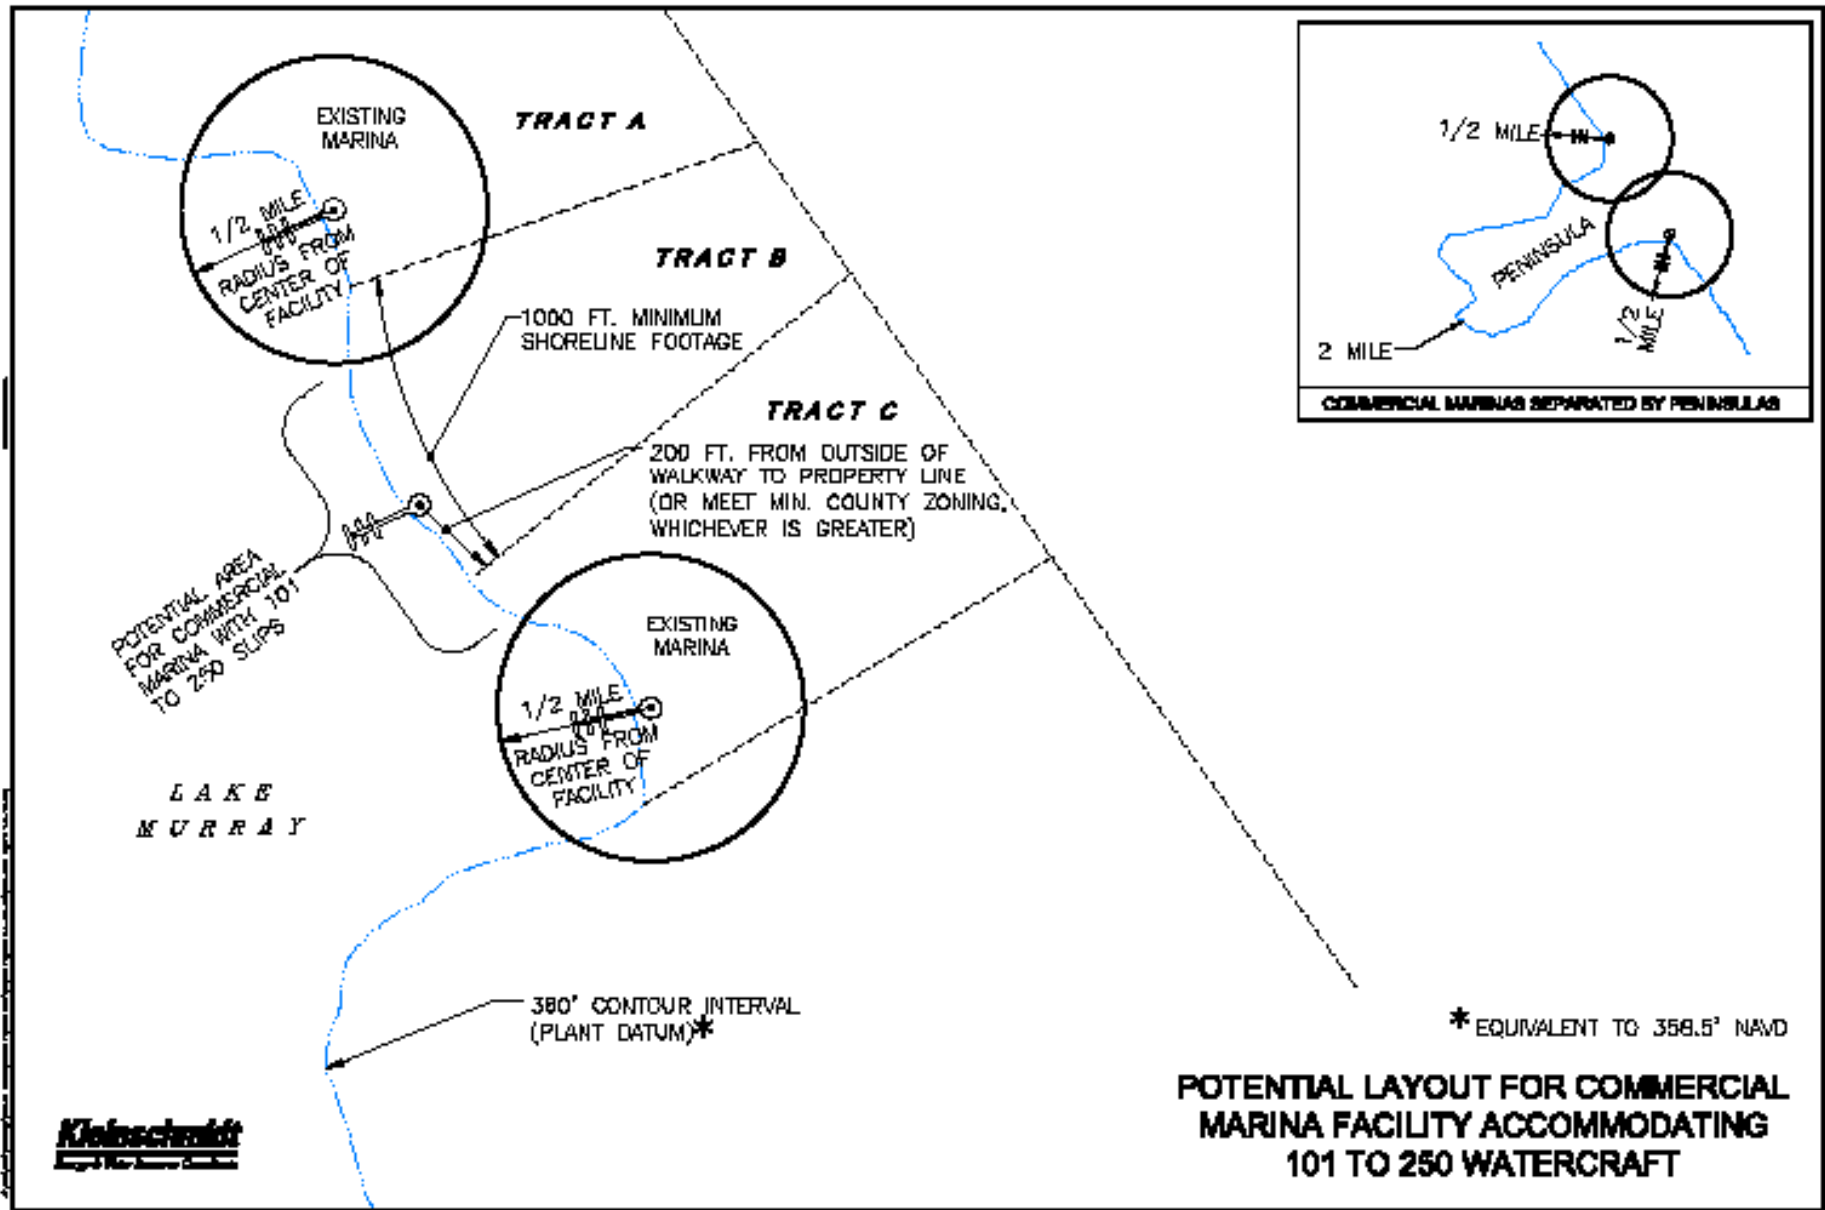 EXISTING
MARINA
TRACT A
1/2 MILE
RADIUS FROM
CENTER OF
FACILITY
TRACT B
1000 FT. MINIMUM
SHORELINE FOOTAGE
TRACT C
200 FT. FROM OUTSIDE OF
WALKWAY TO PROPERTY LINE
(OR MEET MIN. COUNTY ZONING,
WHICHEVER IS GREATER)
POTENTIAL AREA
FOR COMMERCIAL
MARINA WITH 101
TO 250 SLIPS
EXISTING
MARINA
1/2 MILE
RADIUS FROM
CENTER OF
FACILITY
LAKE
MURRAY
360' CONTOUR INTERVAL
(PLANT DATUM)*
1/2 MILE
PENINSULA
1/2
MILE
2 MILE
COMMERCIAL MARINAS SEPARATED BY PENINSULAS
* EQUIVALENT TO 358.5' NAVD
POTENTIAL LAYOUT FOR COMMERCIAL
MARINA FACILITY ACCOMMODATING
101 TO 250 WATERCRAFT
Kleinschmidt